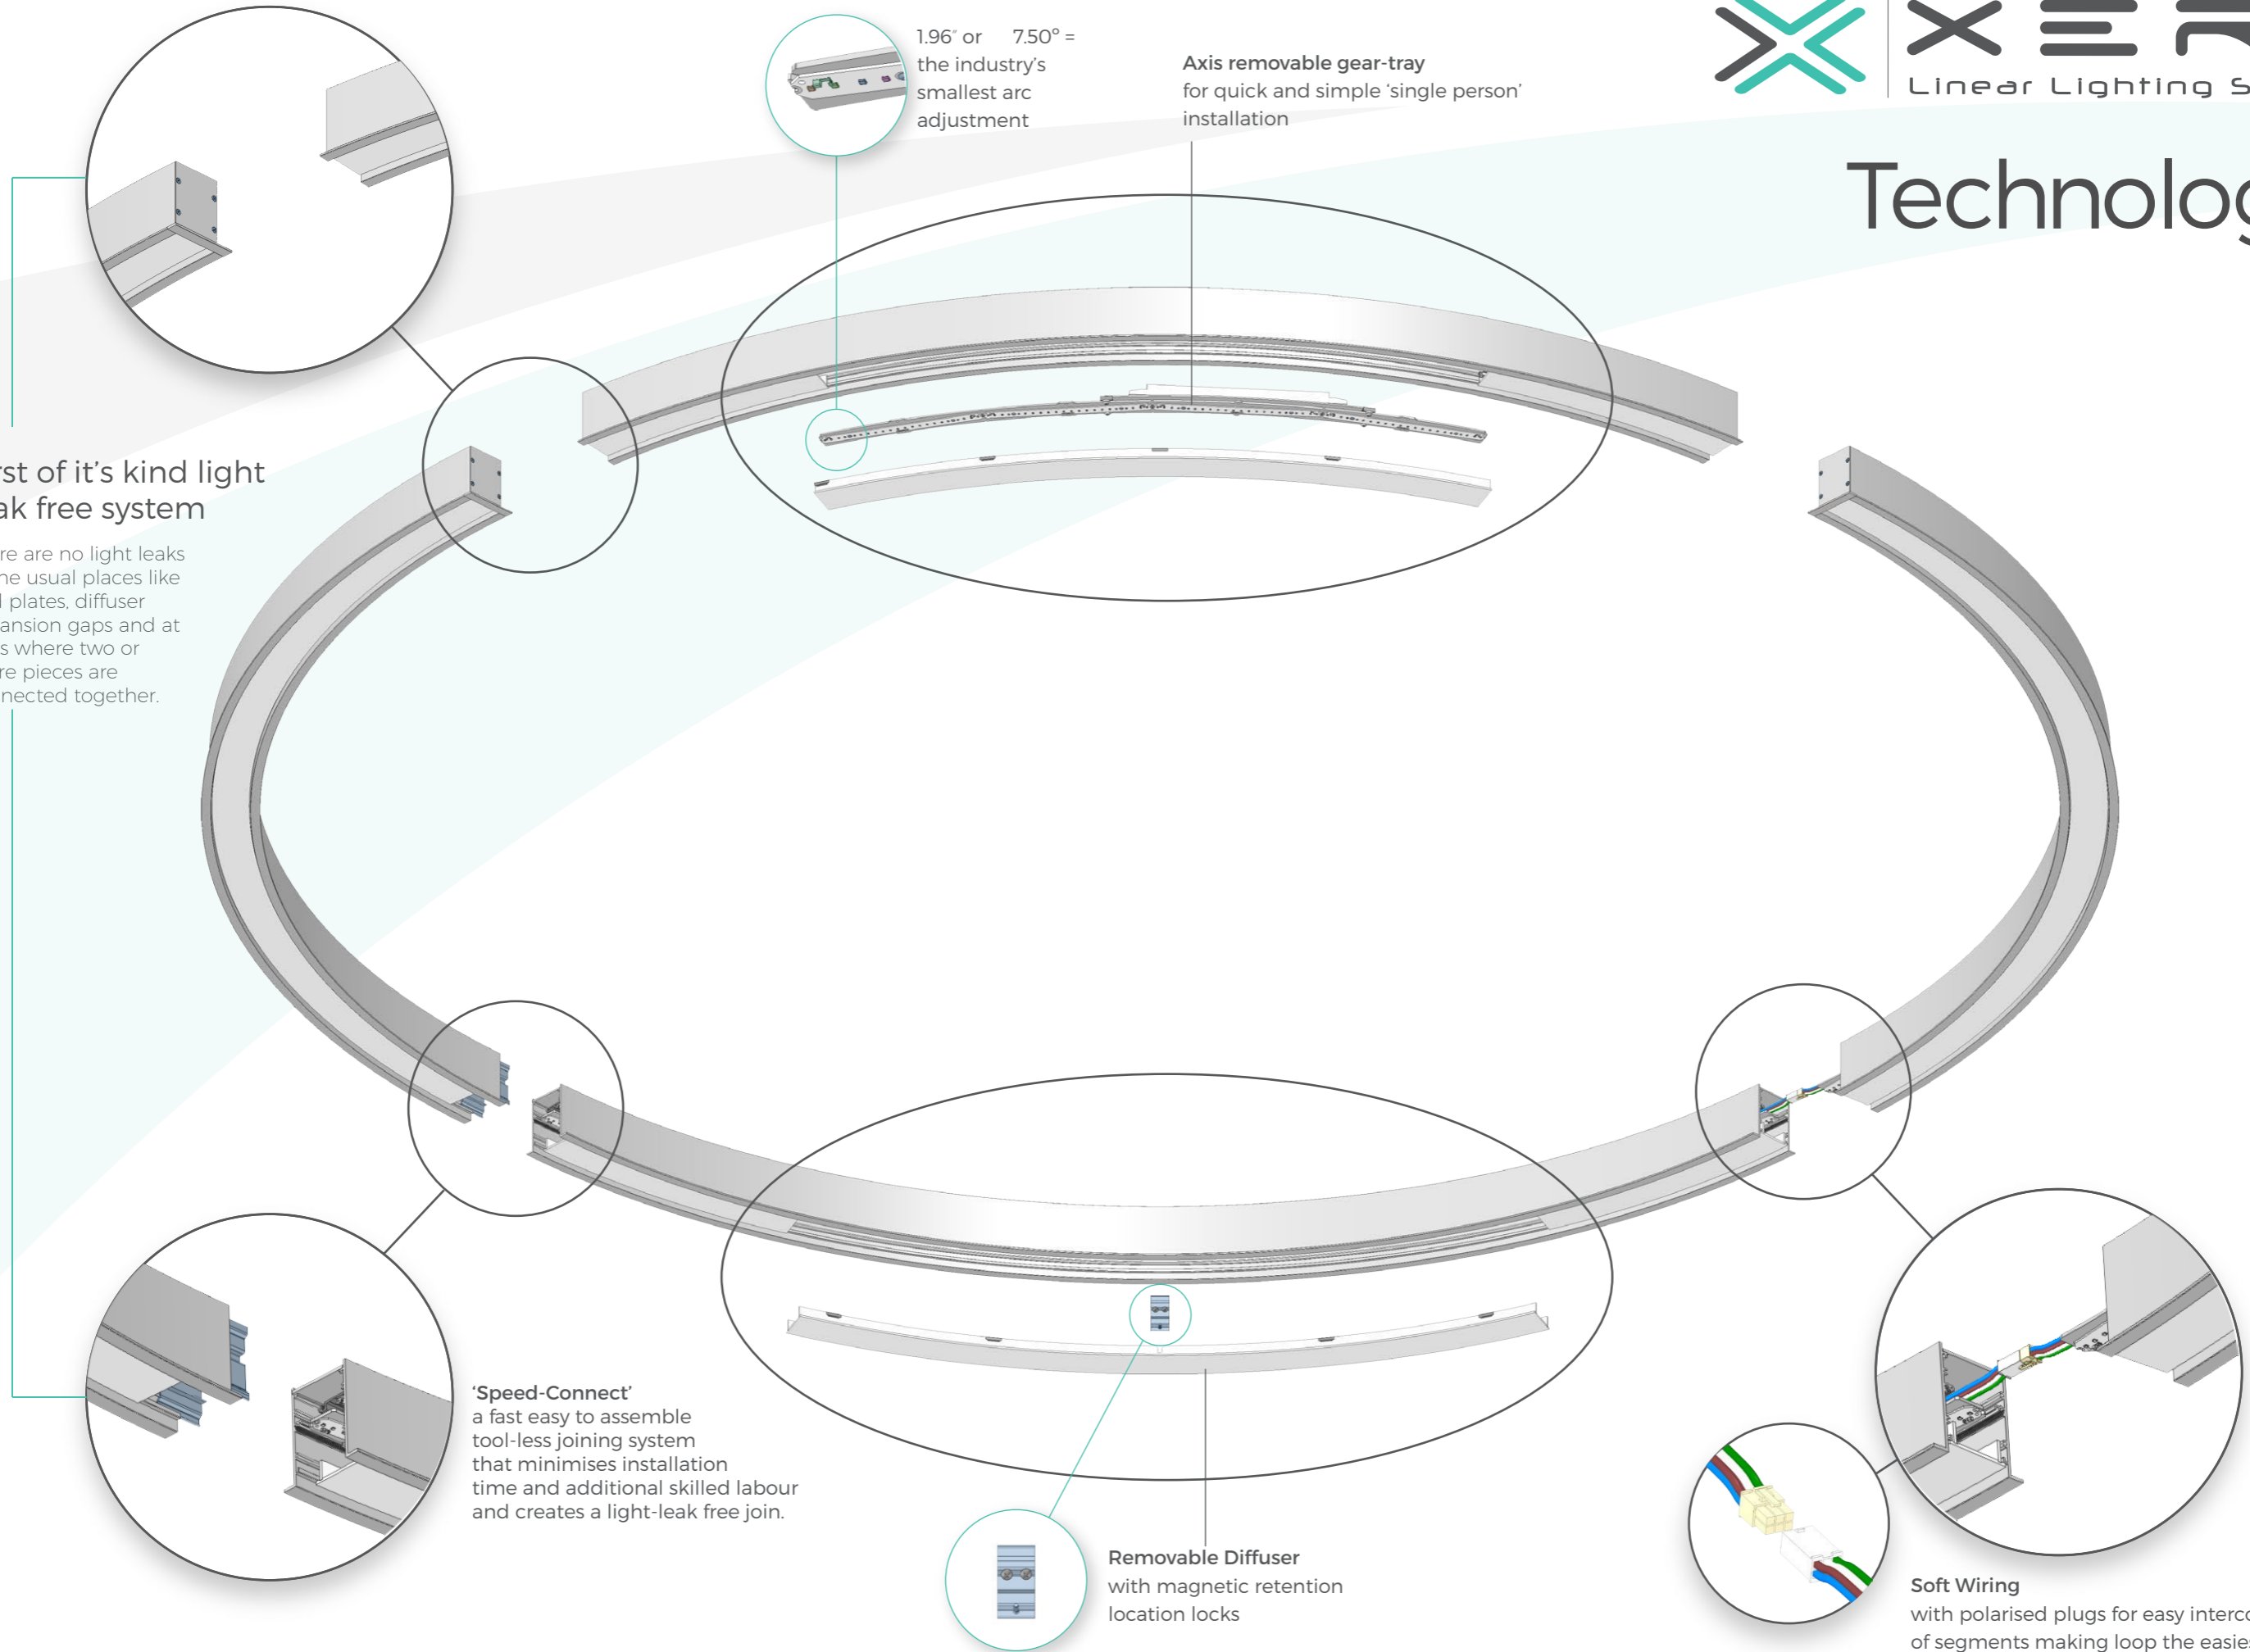 1.96" or 7.50° =
the industry's
smallest arc
adjustment
Axis removable gear-tray
for quick and simple 'single person'
installation
XE
Linear Lighting S
Technolog
rst of it's kind light
ak free system
re are no light leaks
ne usual places like
d plates, diffuser
ansion gaps and at
s where two or
re pieces are
nnected together.
'Speed-Connect'
a fast easy to assemble
tool-less joining system
that minimises installation
time and additional skilled labour
and creates a light-leak free join.
Removable Diffuser
with magnetic retention
location locks
Soft Wiring
with polarised plugs for easy interco
of segments making loop the easies